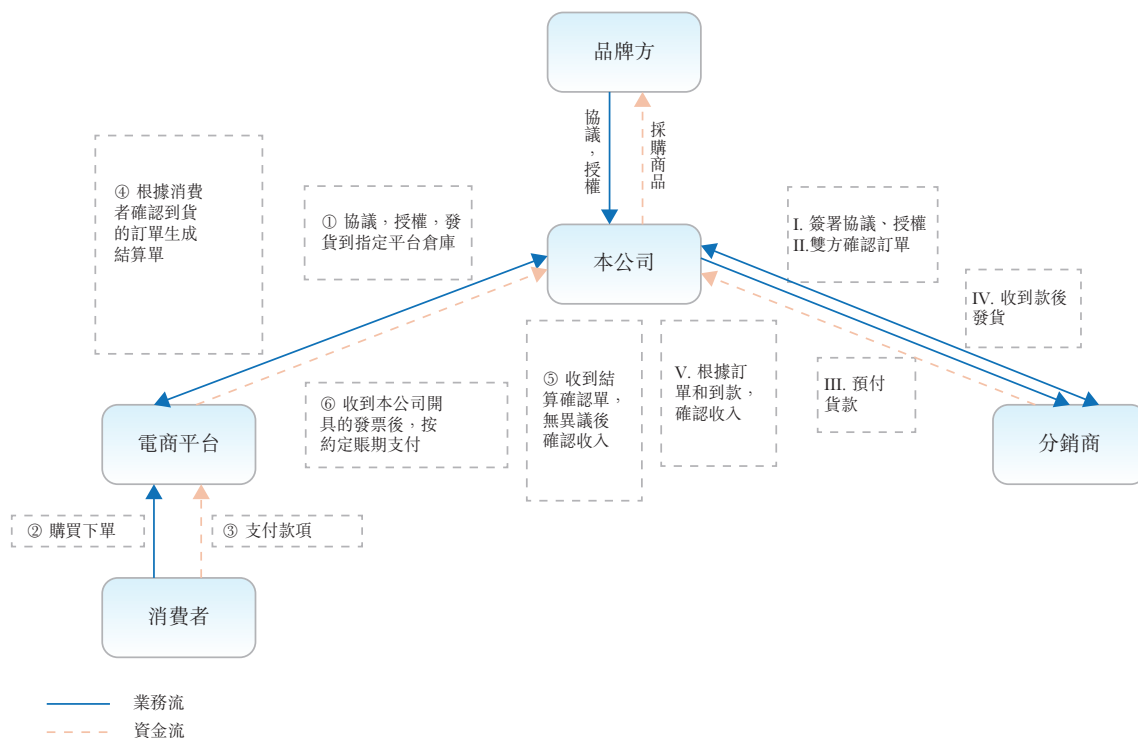 品牌方
協議，授權
採購商品
④ 根據消費
者確認到貨
的訂單生成
結算單
① 協議，授權，發
貨到指定平台倉庫
本公司
I. 簽署協議、授權
II.雙方確認訂單
IV. 收到款後
發貨
⑥ 收到本公司開
具的發票後，按
約定賬期支付
⑤ 收到結
算確認單，
無異議後
確認收入
V. 根據訂
單和到款，
確認收入
III. 預付
貨款
電商平台
分銷商
② 購買下單
③ 支付款項
消費者
業務流
資金流